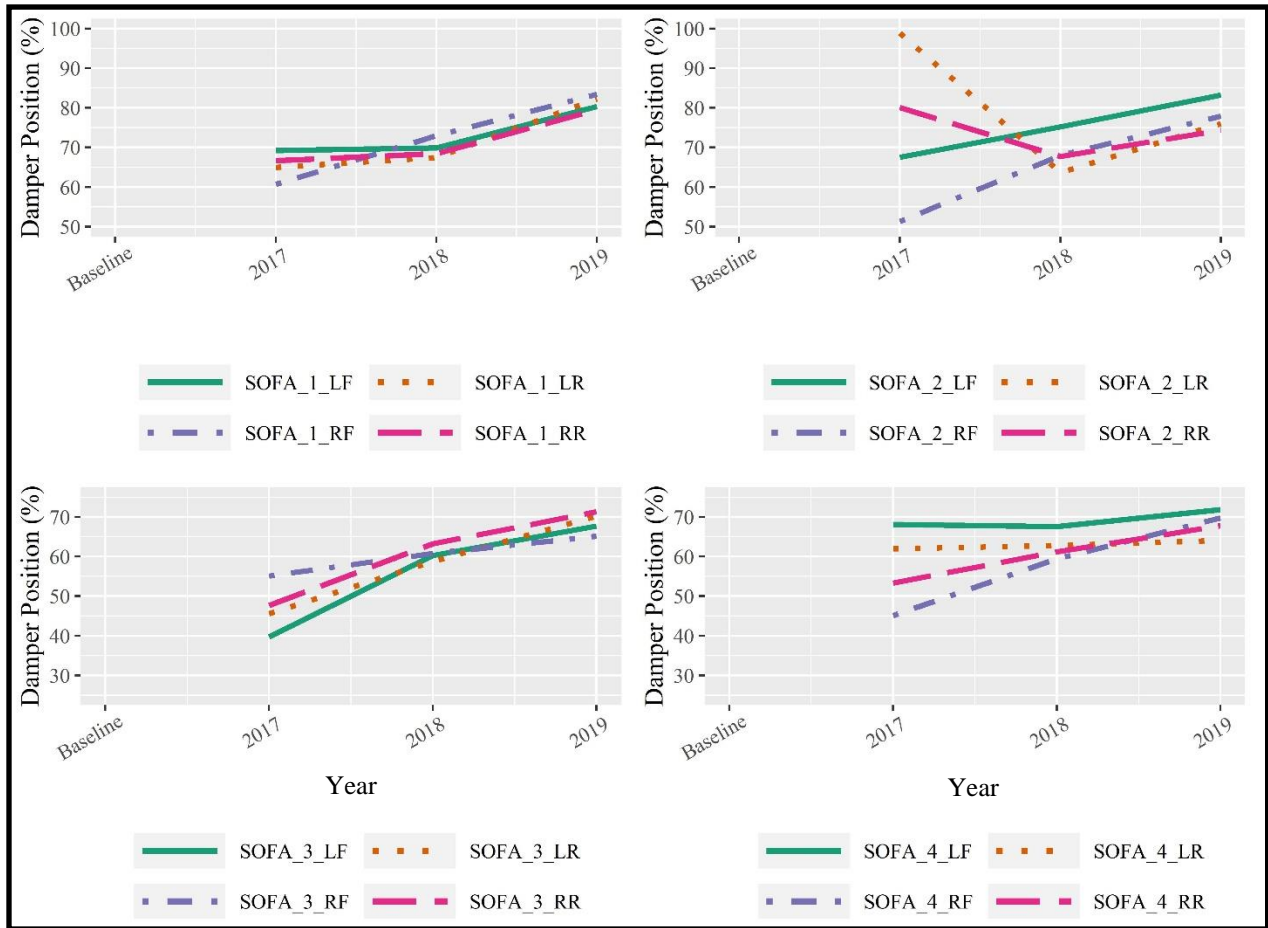 Damper Position (%)
100
90
80
70
60
50
Baseline
2017
2018
2019
SOFA_1_LF
SOFA_1_LR
SOFA_1_RF
SOFA_1_RR
Damper Position (%)
100
90
80
70
60
50
Baseline
2017
2018
2019
SOFA_2_LF
SOFA_2_LR
SOFA_2_RF
SOFA_2_RR
Damper Position (%)
70
60
50
40
30
Baseline
2017
2018
2019
Year
SOFA_3_LF
SOFA_3_LR
SOFA_3_RF
SOFA_3_RR
Damper Position (%)
70
60
50
40
30
Baseline
2017
2018
2019
Year
SOFA_4_LF
SOFA_4_LR
SOFA_4_RF
SOFA_4_RR